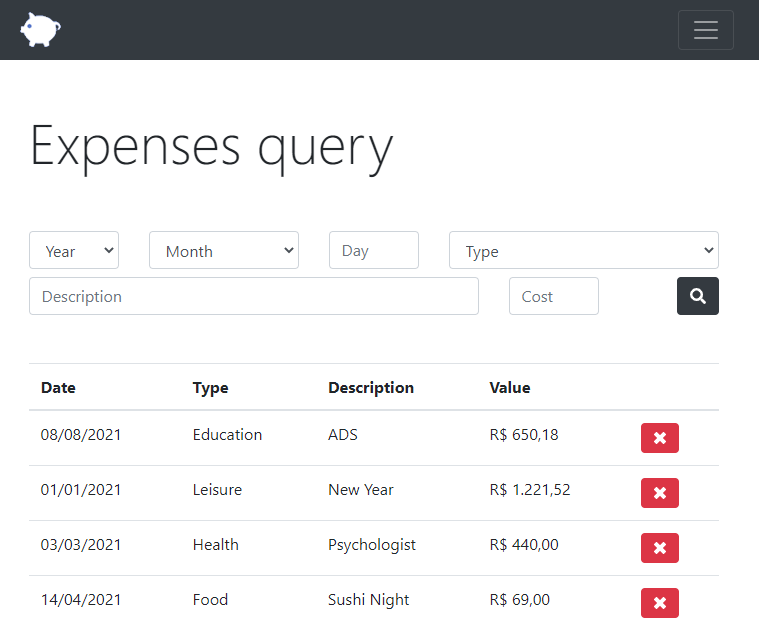 Expenses query
Year Month Day Type
Description Cost
Date Type Description Value
08/08/2021 Education ADS R$ 650,18
01/01/2021 Leisure New Year R$ 1.221,52
03/03/2021 Health Psychologist R$ 440,00
14/04/2021 Food Sushi Night R$ 69,00